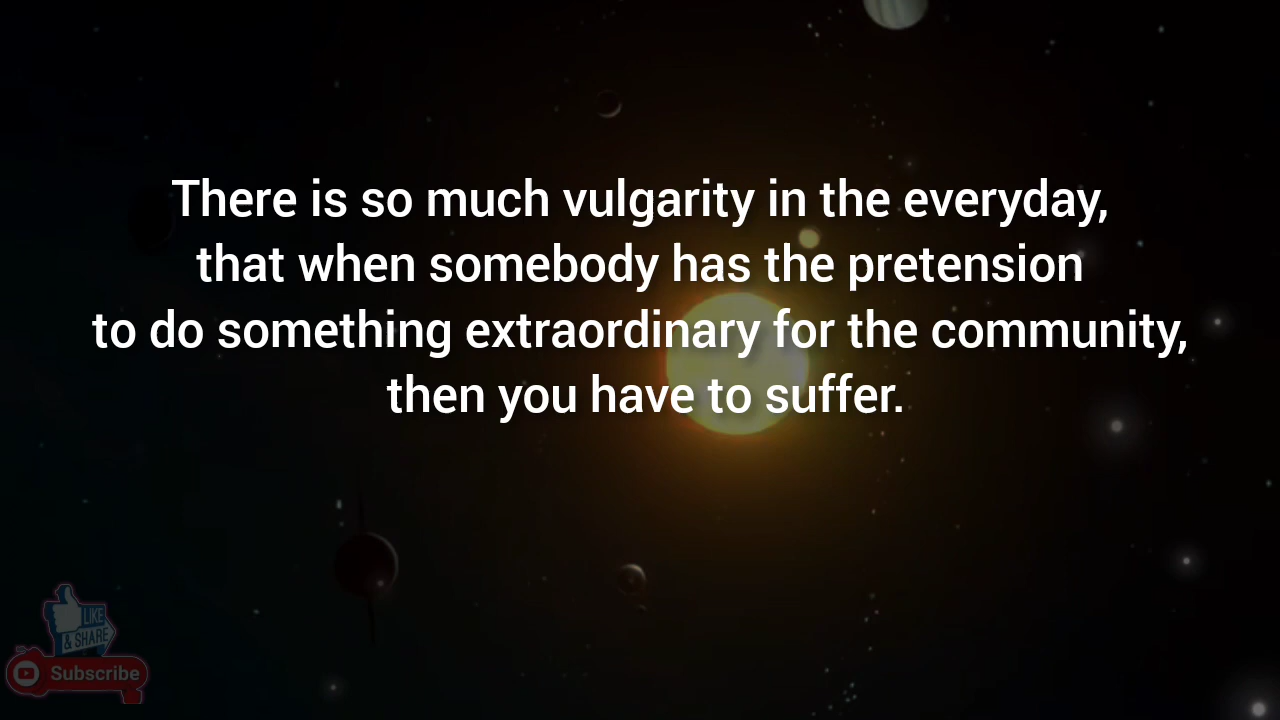 There is so much vulgarity in the everyday,
that when somebody has the pretension
to do something extraordinary for the community,
then you have to suffer.
LIKE
& SHARE
Subscribe